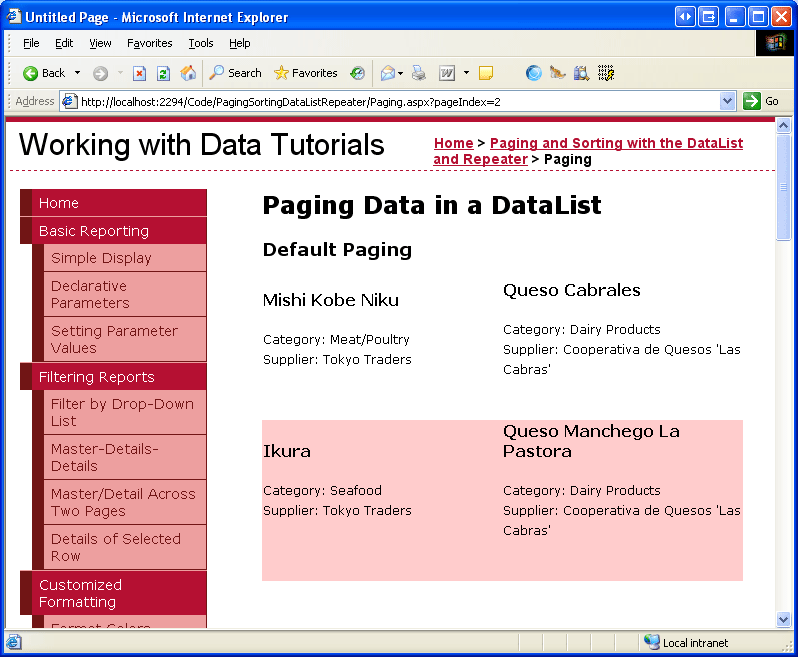 Untitled Page - Microsoft Internet Explorer
File Edit View Favorites Tools Help
Back Search Favorites
Address http://localhost:2294/Code/PagingSortingDataListRepeater/Paging.aspx?pageIndex=2 Go
Working with Data Tutorials
Home > Paging and Sorting with the DataList
and Repeater > Paging
Home
Basic Reporting
Simple Display
Declarative
Parameters
Setting Parameter
Values
Filtering Reports
Filter by Drop-Down
List
Master-Details-
Details
Master/Detail Across
Two Pages
Details of Selected
Row
Customized
Formatting
Format Colors
Paging Data in a DataList
Default Paging
Mishi Kobe Niku
Category: Meat/Poultry
Supplier: Tokyo Traders
Queso Cabrales
Category: Dairy Products
Supplier: Cooperativa de Quesos 'Las
Cabras'
Ikura
Category: Seafood
Supplier: Tokyo Traders
Queso Manchego La
Pastora
Category: Dairy Products
Supplier: Cooperativa de Quesos 'Las
Cabras'
Local intranet